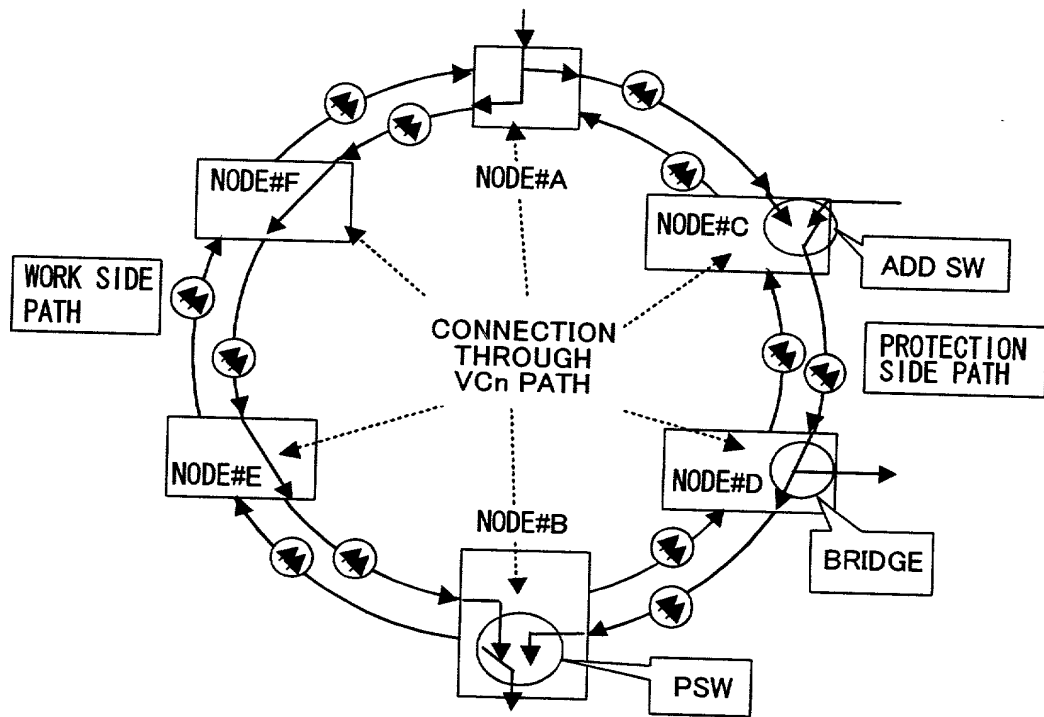 NODE#F
NODE#A
NODE#C
ADD SW
WORK SIDE
PATH
CONNECTION
THROUGH
VCn PATH
PROTECTION
SIDE PATH
NODE#E
NODE#D
NODE#B
BRIDGE
PSW